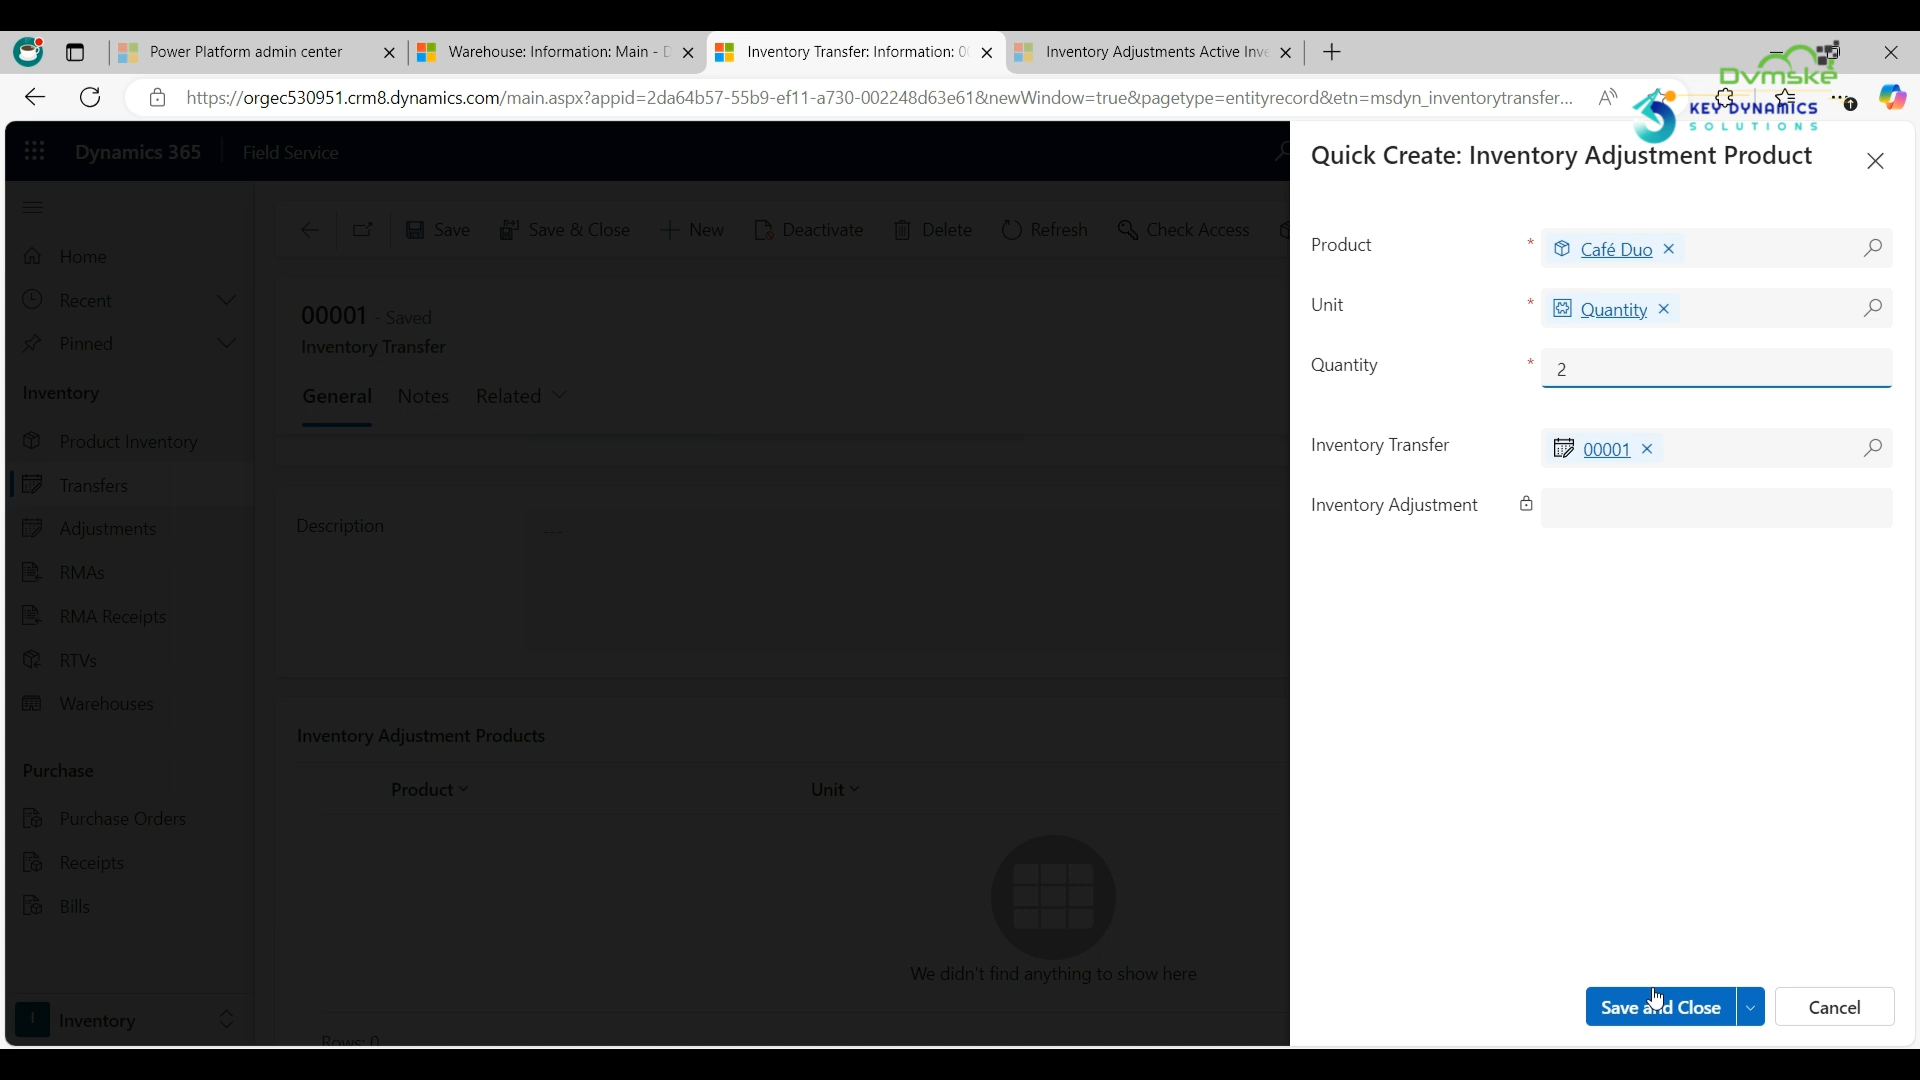 Power Platform admin center
Warehouse: Information: Main - D
Inventory Transfer: Information: 00
Inventory Adjustments Active Inve
Dvmske
https://orgec530951.crm8.dynamics.com/main.aspx?appid=2da64b57-55b9-ef11-a730-002248d63e61&newWindow=true&pagetype=entityrecord&etn=msdyn_inventorytransfer...
KEY DYNAMICS
SOLUTIONS
Dynamics 365
Field Service
Quick Create: Inventory Adjustment Product
Save
Save & Close
New
Deactivate
Delete
Refresh
Check Access
Home
Recent
Pinned
Inventory
Product Inventory
Transfers
Adjustments
RMAs
RMA Receipts
RTVs
Warehouses
Purchase
Purchase Orders
Receipts
Bills
I Inventory
00001 - Saved
Inventory Transfer
General Notes Related
Description
---
Inventory Adjustment Products
Product
Unit
We didn't find anything to show here
Rows: 0
Product * Café Duo
Unit * Quantity
Quantity * 2
Inventory Transfer 00001
Inventory Adjustment
Save and Close
Cancel